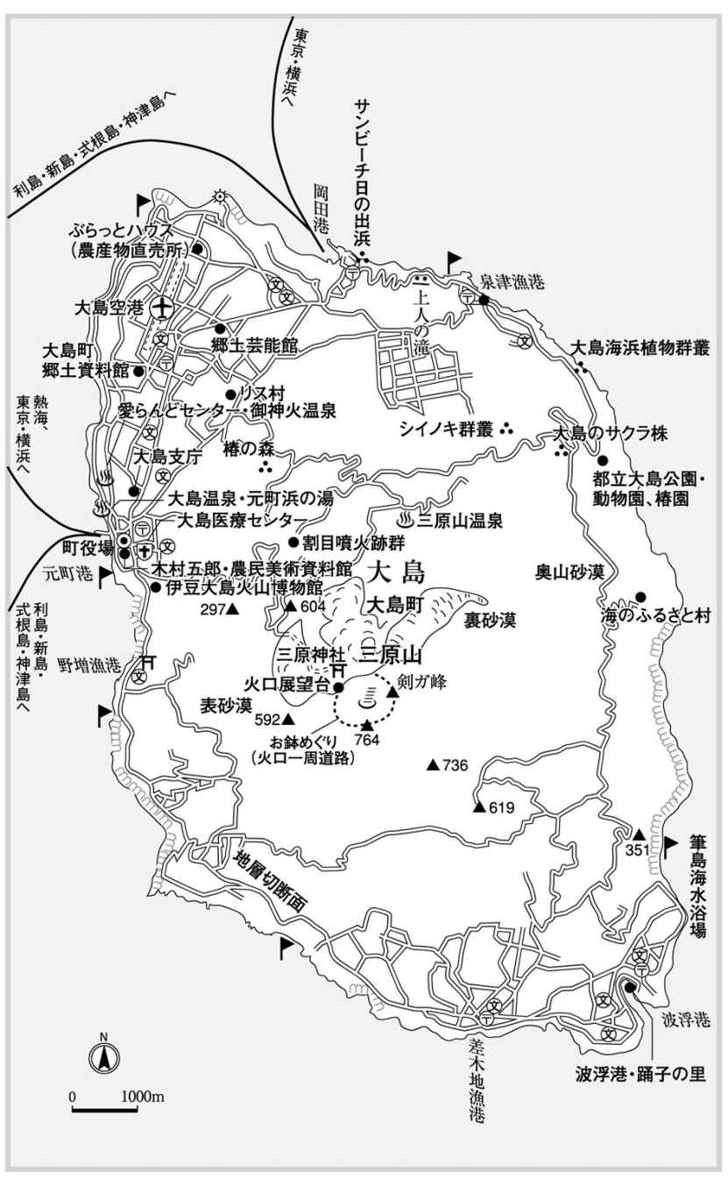 東京・横浜へ
利島・新島・式根島・神津島へ
サンビーチ日の出浜
岡田港
ぶらっとハウス
(農産物直売所)
泉津漁港
大島空港
上人の滝
郷土芸能館
大島町
郷土資料館
大島海浜植物群叢
リス村
愛らんどセンター・御神火温泉
熱海、
東京・横浜へ
シイノキ群叢
大島のサクラ株
大島支庁
椿の森
都立大島公園・
動物園、椿園
大島温泉・元町浜の湯
大島医療センター
三原山温泉
町役場
割目噴火跡群
元町港
木村五郎・農民美術資料館
大島
奥山砂漠
伊豆大島火山博物館
297
604
大島町
裏砂漠
海のふるさと村
利島・新島・
式根島・神津島へ
野増漁港
三原神社
三原山
火口展望台
剣ガ峰
表砂漠
592
お鉢めぐり
(火口一周道路)
764
736
619
351
筆島海水浴場
地層切断面
波浮港
差木地漁港
波浮港・踊子の里
N
0 1000m